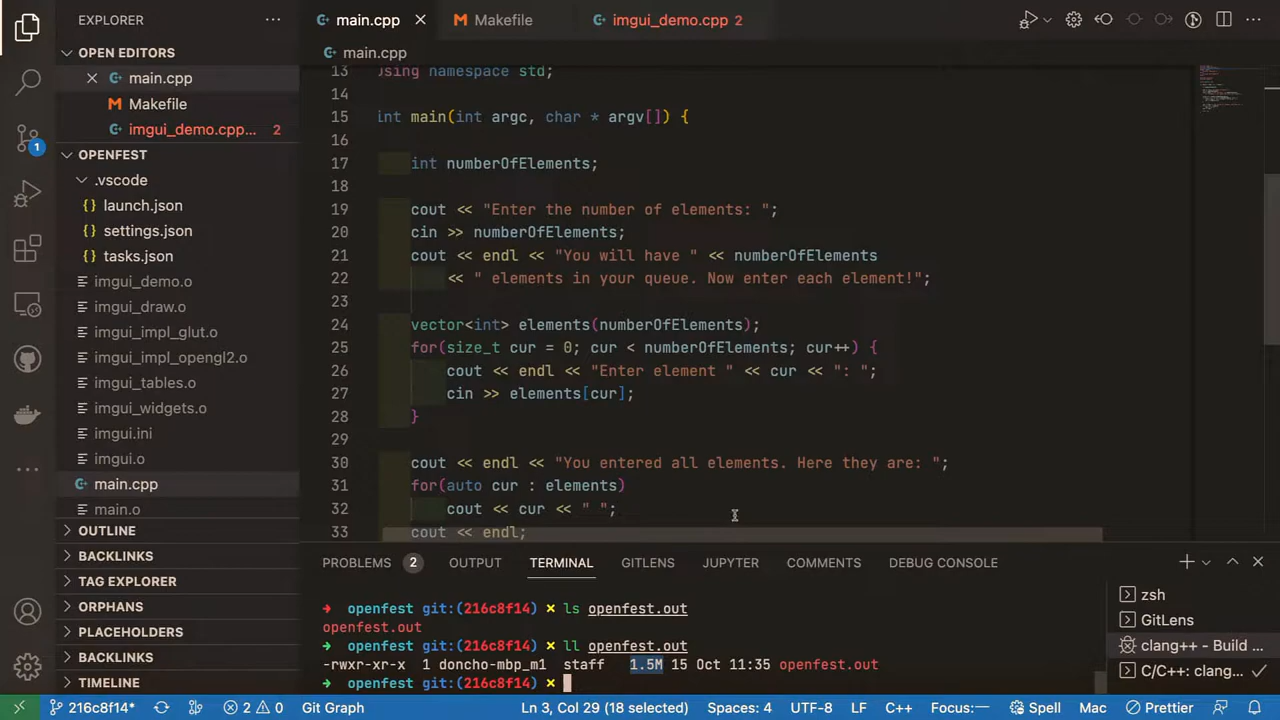 EXPLORER
main.cpp
Makefile
imgui_demo.cpp 2
OPEN EDITORS
main.cpp
main.cpp
Makefile
imgui_demo.cpp... 2
OPENFEST
.vscode
launch.json
settings.json
tasks.json
imgui_demo.o
imgui_draw.o
imgui_impl_glut.o
imgui_impl_opengl2.o
imgui_tables.o
imgui_widgets.o
imgui.ini
imgui.o
main.cpp
main.o
OUTLINE
BACKLINKS
TAG EXPLORER
ORPHANS
PLACEHOLDERS
BACKLINKS
TIMELINE
1
13 using namespace std;
14
15 int main(int argc, char * argv[]) {
16
17 int numberOfElements;
18
19 cout << "Enter the number of elements: ";
20 cin >> numberOfElements;
21 cout << endl << "You will have " << numberOfElements
22 << " elements in your queue. Now enter each element!";
23
24 vector<int> elements(numberOfElements);
25 for(size_t cur = 0; cur < numberOfElements; cur++) {
26 cout << endl << "Enter element " << cur << ": ";
27 cin >> elements[cur];
28 }
29
30 cout << endl << "You entered all elements. Here they are: ";
31 for(auto cur : elements)
32 cout << cur << " ";
33 cout << endl;
PROBLEMS 2 OUTPUT TERMINAL GITLENS JUPYTER COMMENTS DEBUG CONSOLE
➜ openfest git:(216c8f14) × ls openfest.out
openfest.out
➜ openfest git:(216c8f14) × ll openfest.out
-rwxr-xr-x 1 doncho-mbp_m1 staff 1.5M 15 Oct 11:35 openfest.out
➜ openfest git:(216c8f14) ×
zsh
GitLens
clang++ - Build ...
C/C++: clang...
216c8f14* 2 0 Git Graph Ln 3, Col 29 (18 selected) Spaces: 4 UTF-8 LF C++ Focus:— Spell Mac Prettier